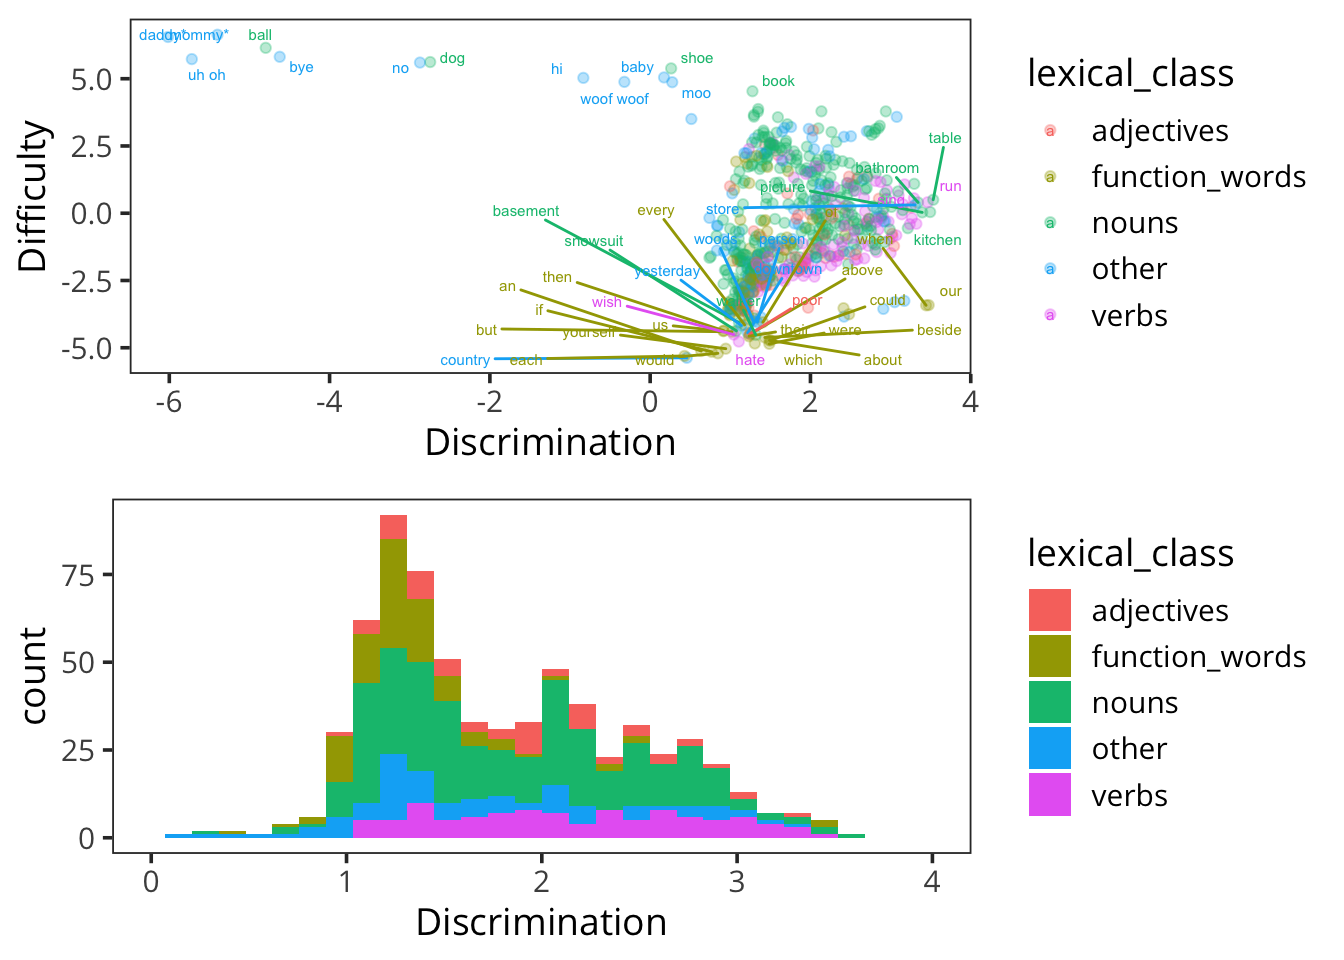 daddy* mommy* ball
uh oh bye no dog
hi baby shoe
woof woof moo book
table
bathroom
picture run
sing
store
basement every or
snowsuit woods person when kitchen
yesterday downtown above
then
an wish poor could our
if
but yourself us their were beside
country each would hate which about
5.0
2.5
0.0
-2.5
-5.0
Difficulty
-6 -4 -2 0 2 4
Discrimination
lexical_class
a adjectives
a function_words
a nouns
a other
a verbs
75
50
25
0
count
0 1 2 3 4
Discrimination
lexical_class
adjectives
function_words
nouns
other
verbs